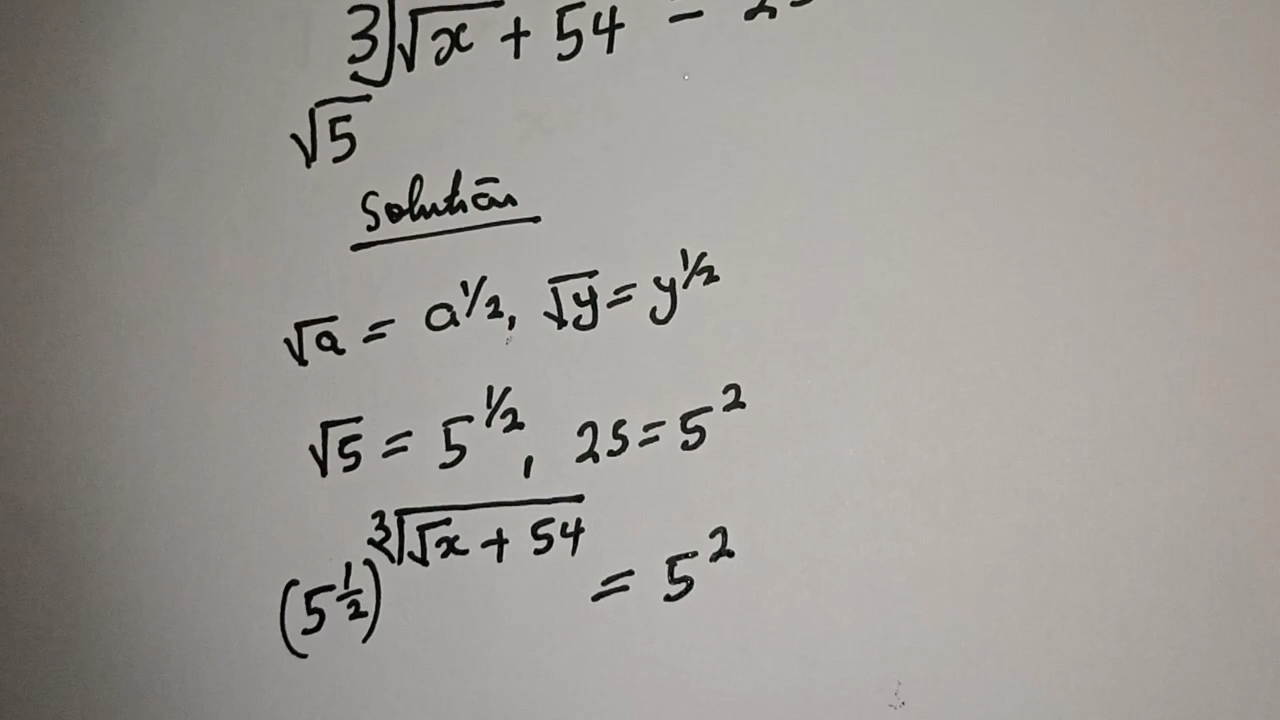 ∛(√x + 54) =
√5
Solution
√a = a^1/2, √y = y^1/2
√5 = 5^1/2, 25 = 5^2
(5^1/2)^∛(√x + 54) = 5^2